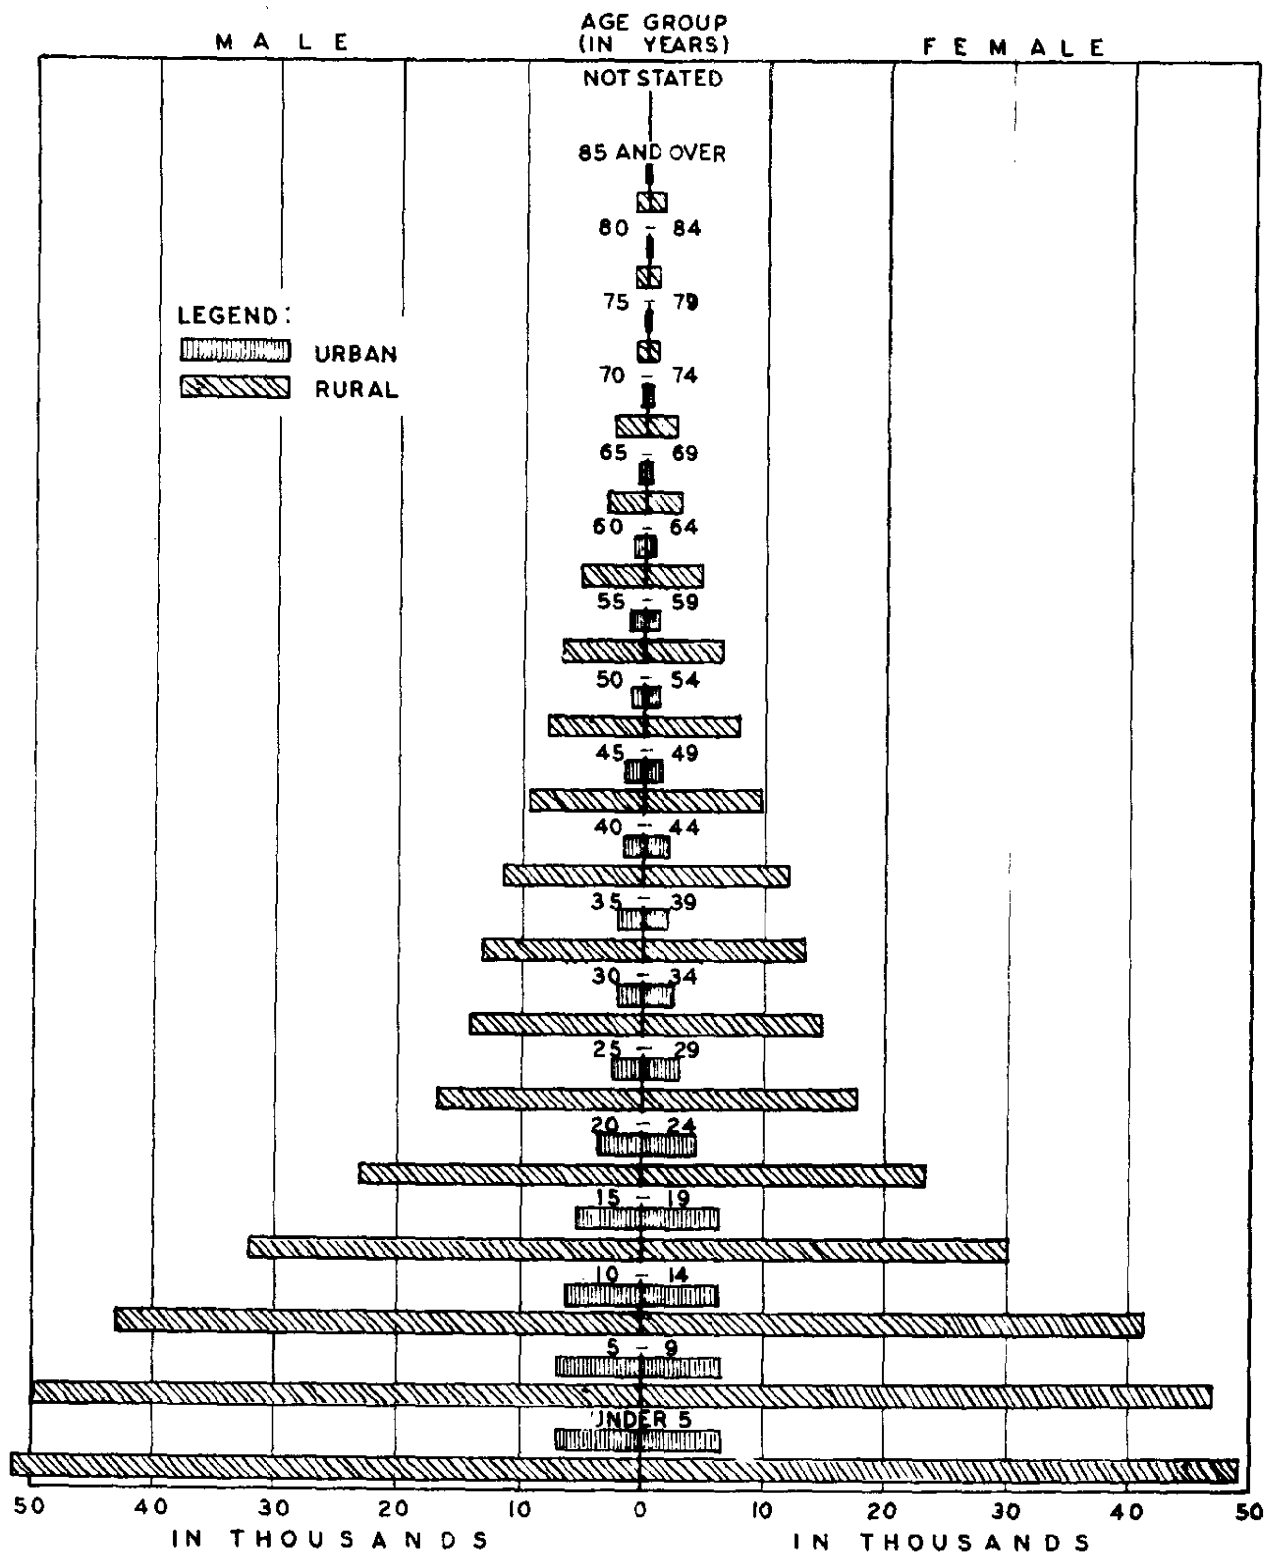 AGE GROUP
MALE (IN YEARS) FEMALE
NOT STATED
85 AND OVER
80 - 84
75 - 79
LEGEND:
URBAN
RURAL
70 - 74
65 - 69
60 - 64
55 - 59
50 - 54
45 - 49
40 - 44
35 - 39
30 - 34
25 - 29
20 - 24
15 - 19
10 - 14
5 - 9
UNDER 5
50 40 30 20 10 0 10 20 30 40 50
IN THOUSANDS IN THOUSANDS